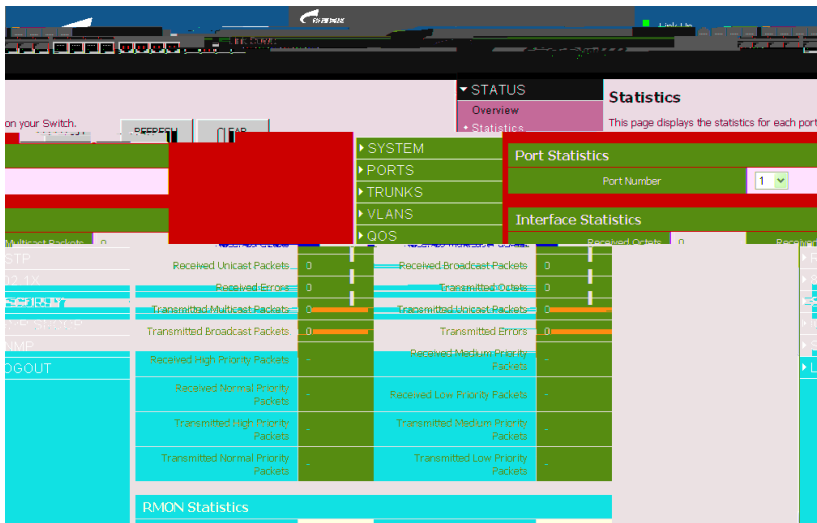 Link Up
STATUS
Statistics
Overview
on your Switch.
REFRESH
CLEAR
This page displays the statistics for each port
Statistics
SYSTEM
Port Statistics
PORTS
Port Number
1
TRUNKS
VLANS
Interface Statistics
QOS
Multicast Packets 0
Received Octets 0
STP
Received Unicast Packets 0
Received Broadcast Packets 0
Received Errors 0
Transmitted Octets 0
SECURITY
Transmitted Multicast Packets 0
Transmitted Unicast Packets 0
Transmitted Broadcast Packets 0
Transmitted Errors 0
NMP
OGOUT
Received High Priority Packets -
Received Medium Priority Packets -
Received Normal Priority Packets -
Received Low Priority Packets -
Transmitted High Priority Packets -
Transmitted Medium Priority Packets -
Transmitted Normal Priority Packets -
Transmitted Low Priority Packets -
RMON Statistics